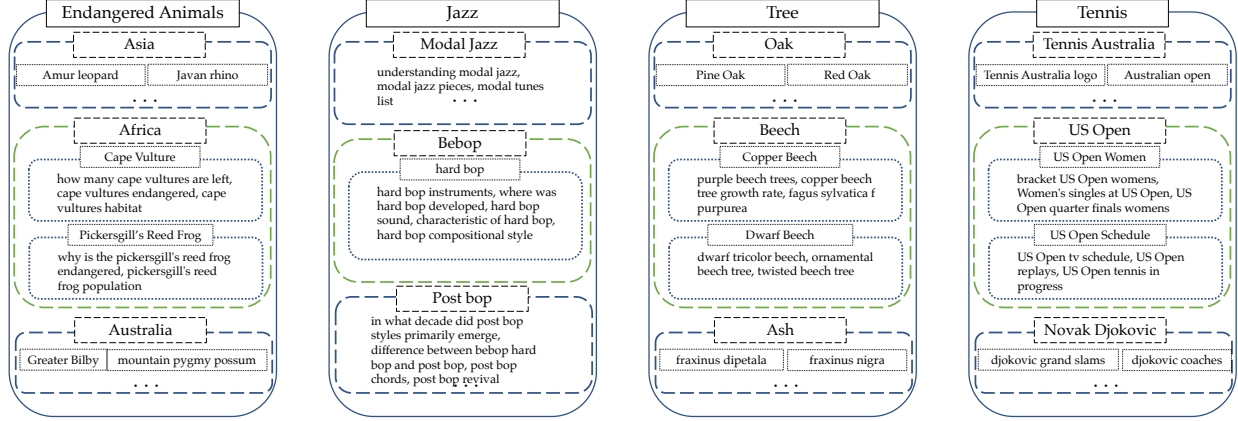 Endangered Animals
Asia
Amur leopard
Javan rhino
. . .
Africa
Cape Vulture
how many cape vultures are left,
cape vultures endangered, cape
vultures habitat
Pickersgill's Reed Frog
why is the pickersgill's reed frog
endangered, pickersgill's reed
frog population
Australia
Greater Bilby
mountain pygmy possum
. . .
Jazz
Modal Jazz
understanding modal jazz,
modal jazz pieces, modal tunes
list
. . .
Bebop
hard bop
hard bop instruments, where was
hard bop developed, hard bop
sound, characteristic of hard bop,
hard bop compositional style
Post bop
in what decade did post bop
styles primarily emerge,
difference between bebop hard
bop and post bop, post bop
chords, post bop revival
. . .
Tree
Oak
Pine Oak
Red Oak
. . .
Beech
Copper Beech
purple beech trees, copper beech
tree growth rate, fagus sylvatica f
purpurea
Dwarf Beech
dwarf tricolor beech, ornamental
beech tree, twisted beech tree
Ash
fraxinus dipetala
fraxinus nigra
. . .
Tennis
Tennis Australia
Tennis Australia logo
Australian open
. . .
US Open
US Open Women
bracket US Open womens,
Women's singles at US Open, US
Open quarter finals womens
US Open Schedule
US Open tv schedule, US Open
replays, US Open tennis in
progress
Novak Djokovic
djokovic grand slams
djokovic coaches
. . .